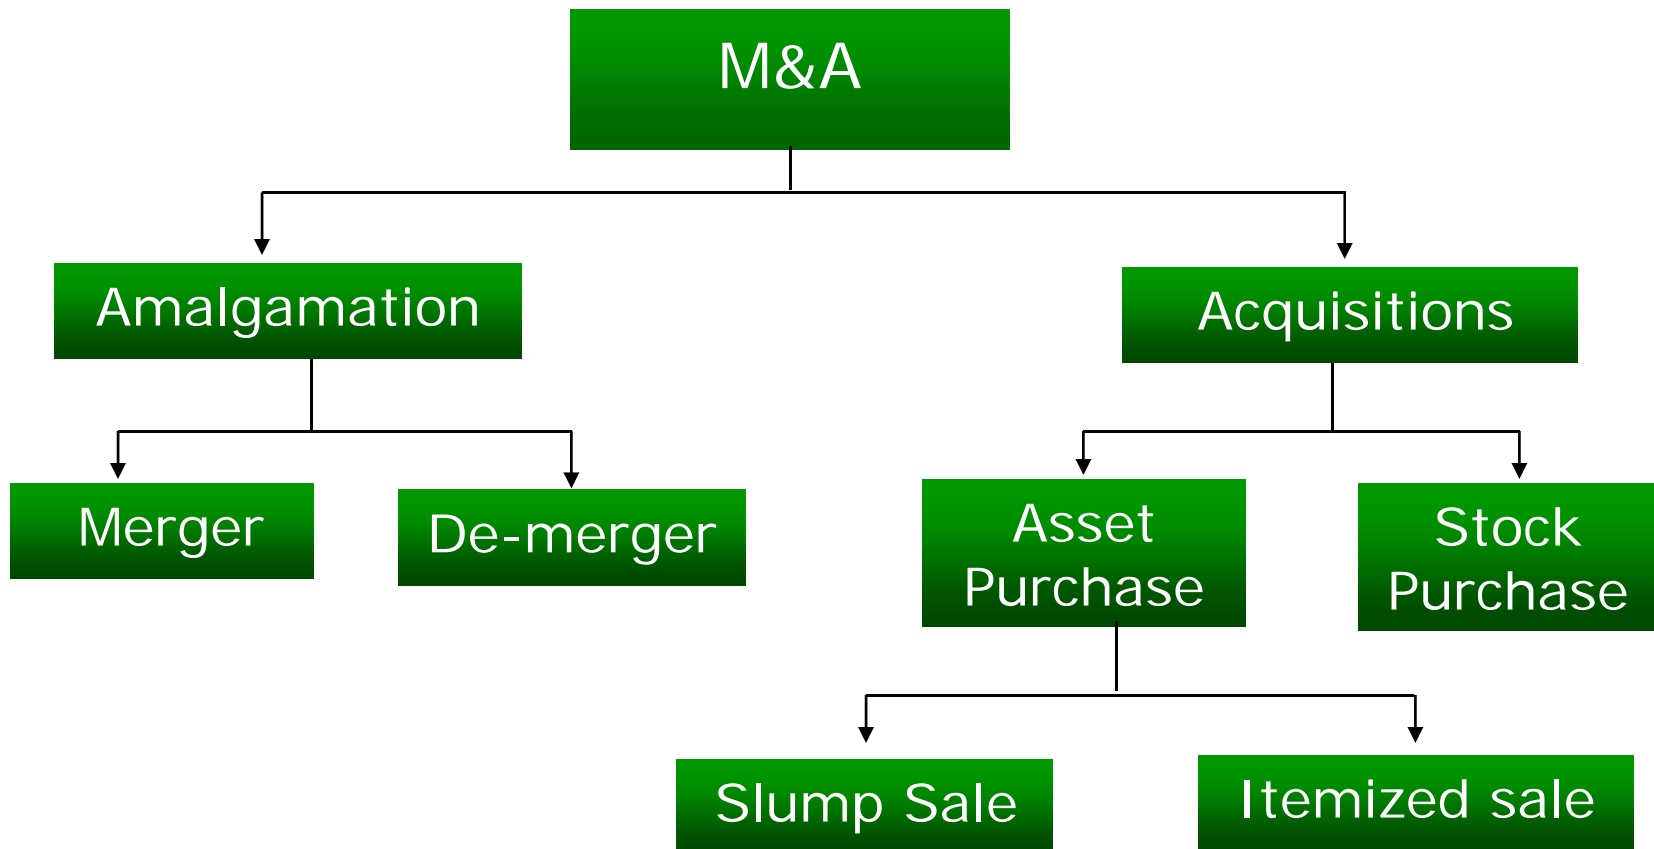 M&A
Amalgamation
Acquisitions
Merger
De-merger
Asset
Purchase
Stock
Purchase
Slump Sale
Itemized sale